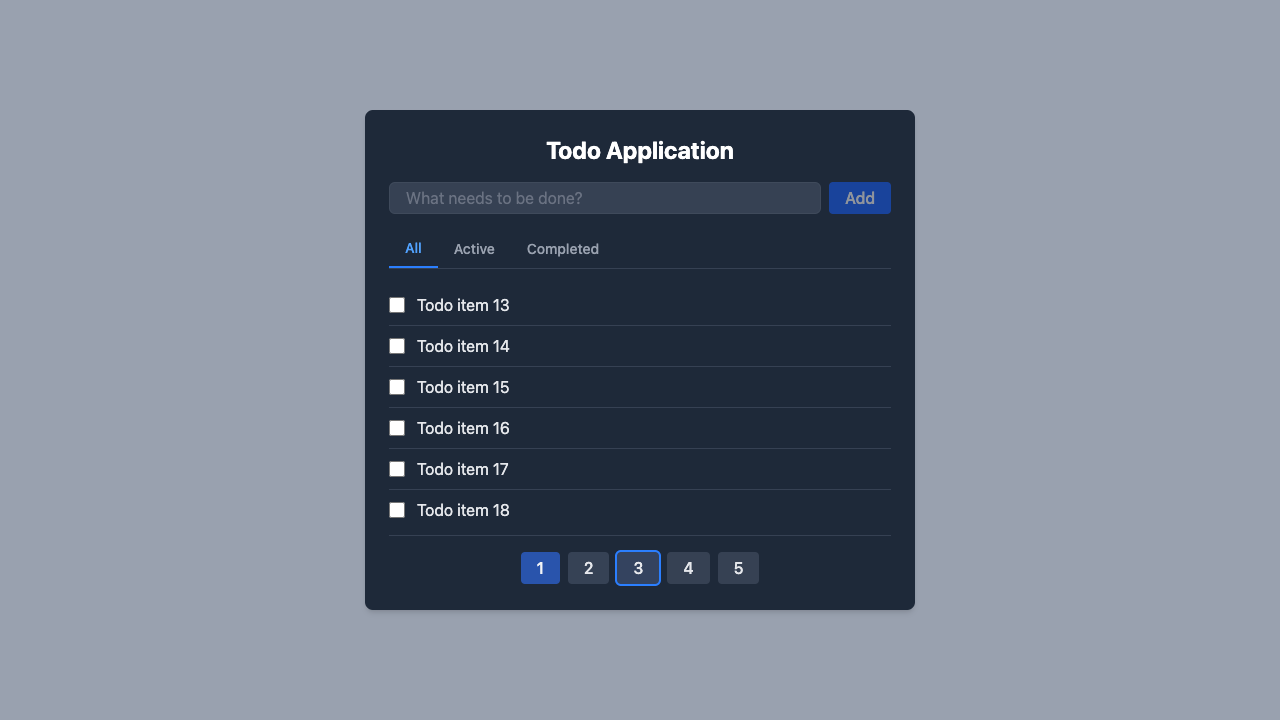 Todo Application
What needs to be done? Add
All Active Completed
Todo item 13
Todo item 14
Todo item 15
Todo item 16
Todo item 17
Todo item 18
1 2 3 4 5